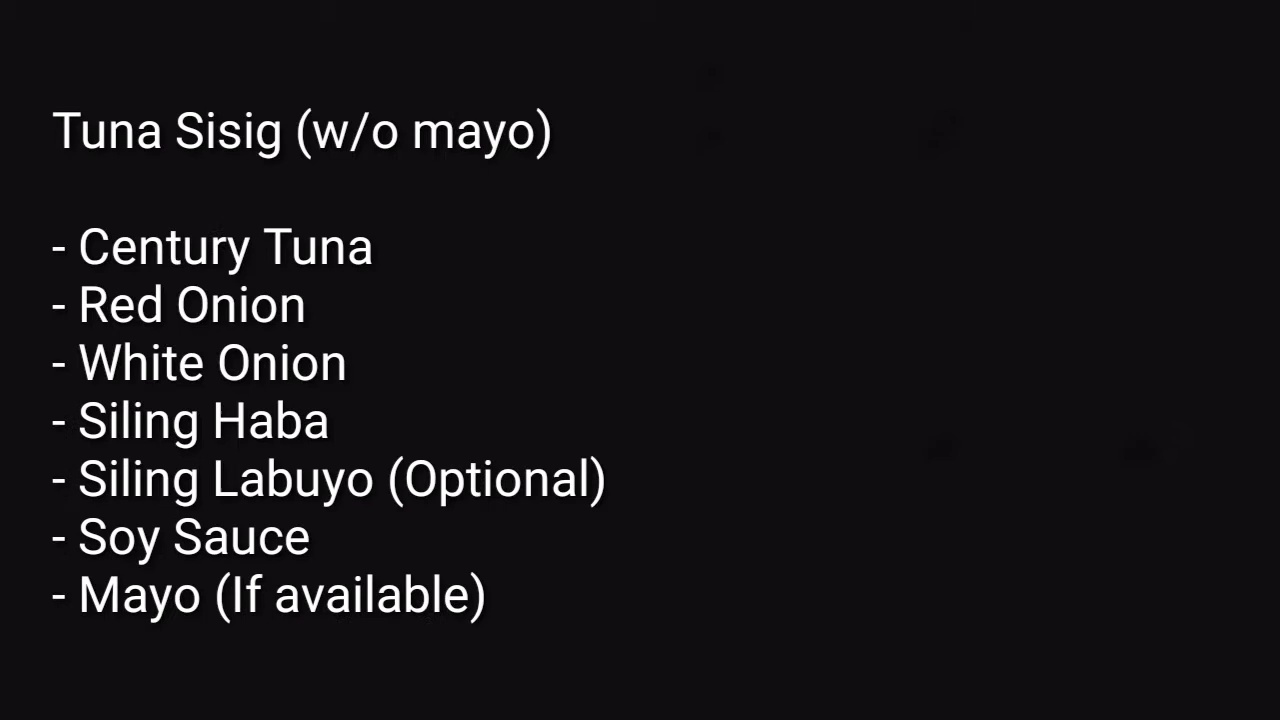 Tuna Sisig (w/o mayo)
- Century Tuna
- Red Onion
- White Onion
- Siling Haba
- Siling Labuyo (Optional)
- Soy Sauce
- Mayo (If available)